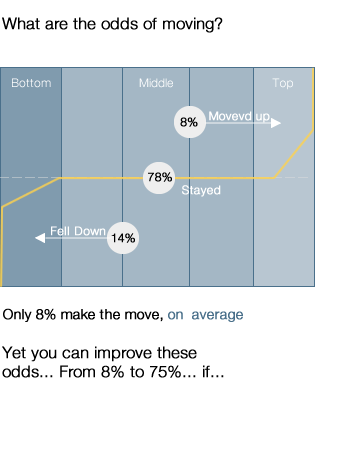 What are the odds of moving?
Bottom Middle Top
8% Movevd up
78%
Stayed
Fell Down 14%
Only 8% make the move, on average
Yet you can improve these
odds... From 8% to 75%... if...